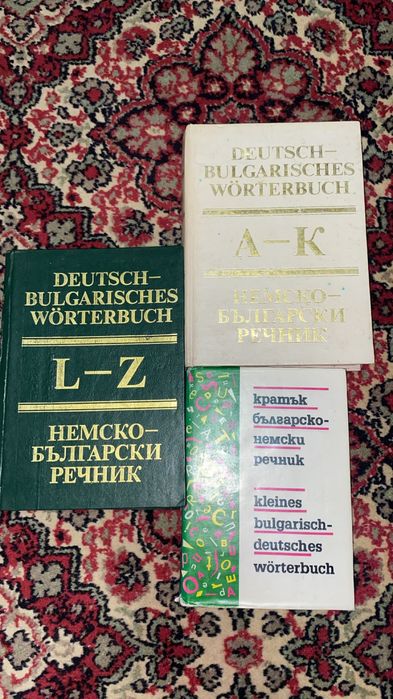 DEUTSCH–
BULGARISCHES
WÖRTERBUCH
A–K
НЕМСКО–
БЪЛГАРСКИ
РЕЧНИК
DEUTSCH–
BULGARISCHES
WÖRTERBUCH
L–Z
НЕМСКО–
БЪЛГАРСКИ
РЕЧНИК
кратък
българско-
немски
речник
kleines
bulgarisch-
deutsches
wörterbuch